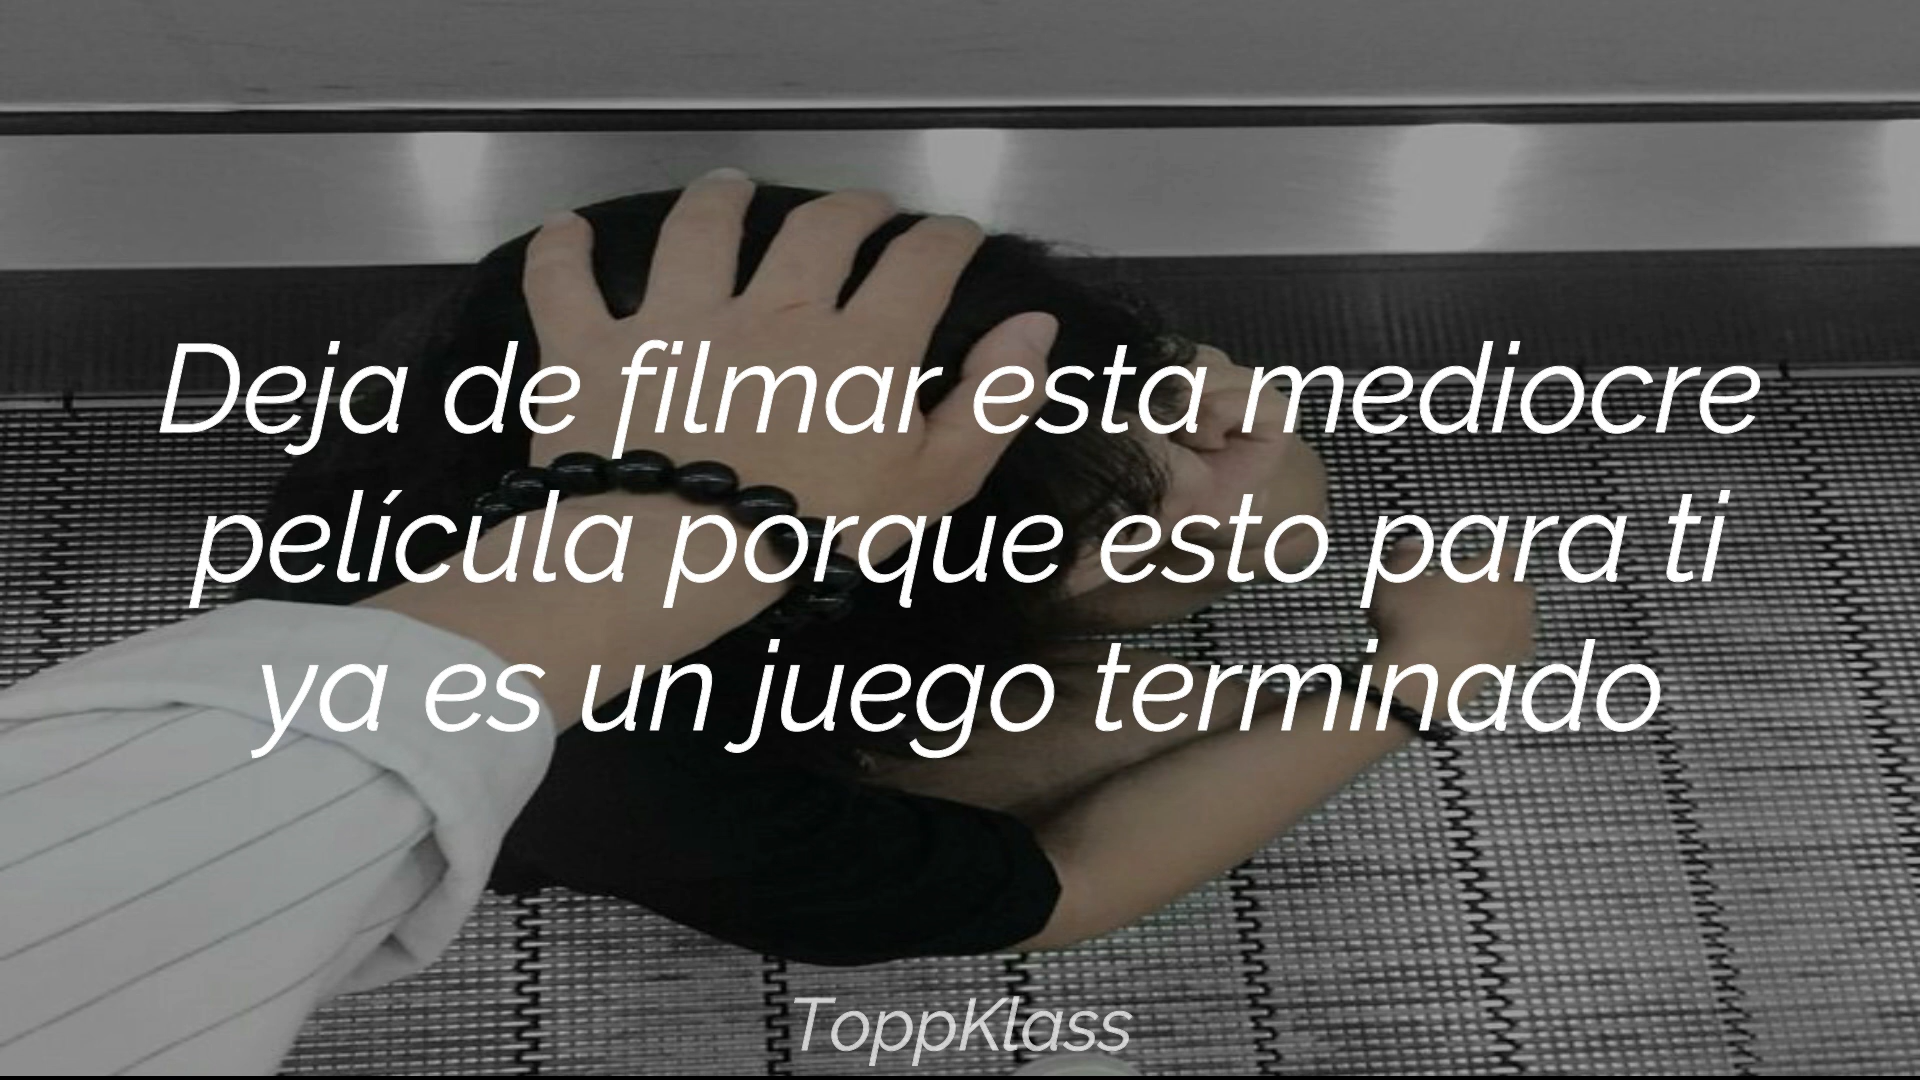 Deja de filmar esta mediocre
película porque esto para ti
ya es un juego terminado
ToppKlass